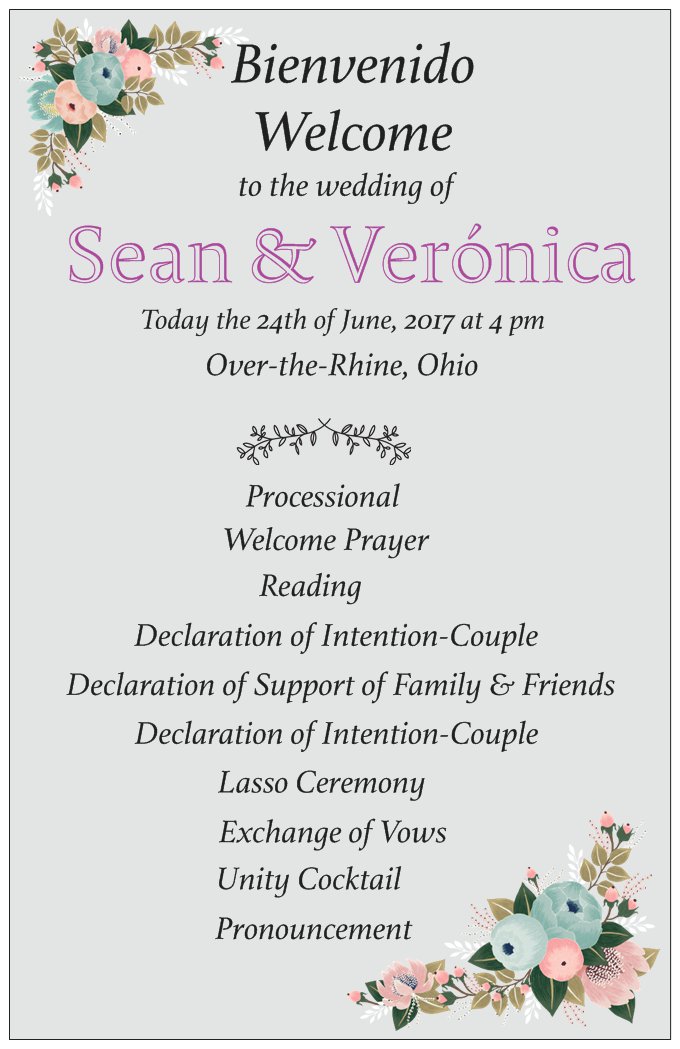 Bienvenido
Welcome
to the wedding of
Sean & Verónica
Today the 24th of June, 2017 at 4 pm
Over-the-Rhine, Ohio
Processional
Welcome Prayer
Reading
Declaration of Intention-Couple
Declaration of Support of Family & Friends
Declaration of Intention-Couple
Lasso Ceremony
Exchange of Vows
Unity Cocktail
Pronouncement